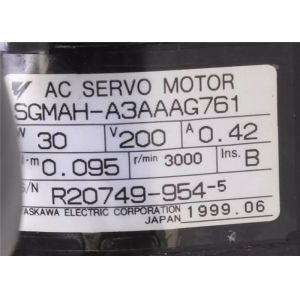 AC SERVO MOTOR
SGMAH-A3AAAG761
W 30 V 200 A 0.42
N·m 0.095 r/min 3000 Ins. B
S/N R20749-954-5
YASKAWA ELECTRIC CORPORATION 1999.06
JAPAN